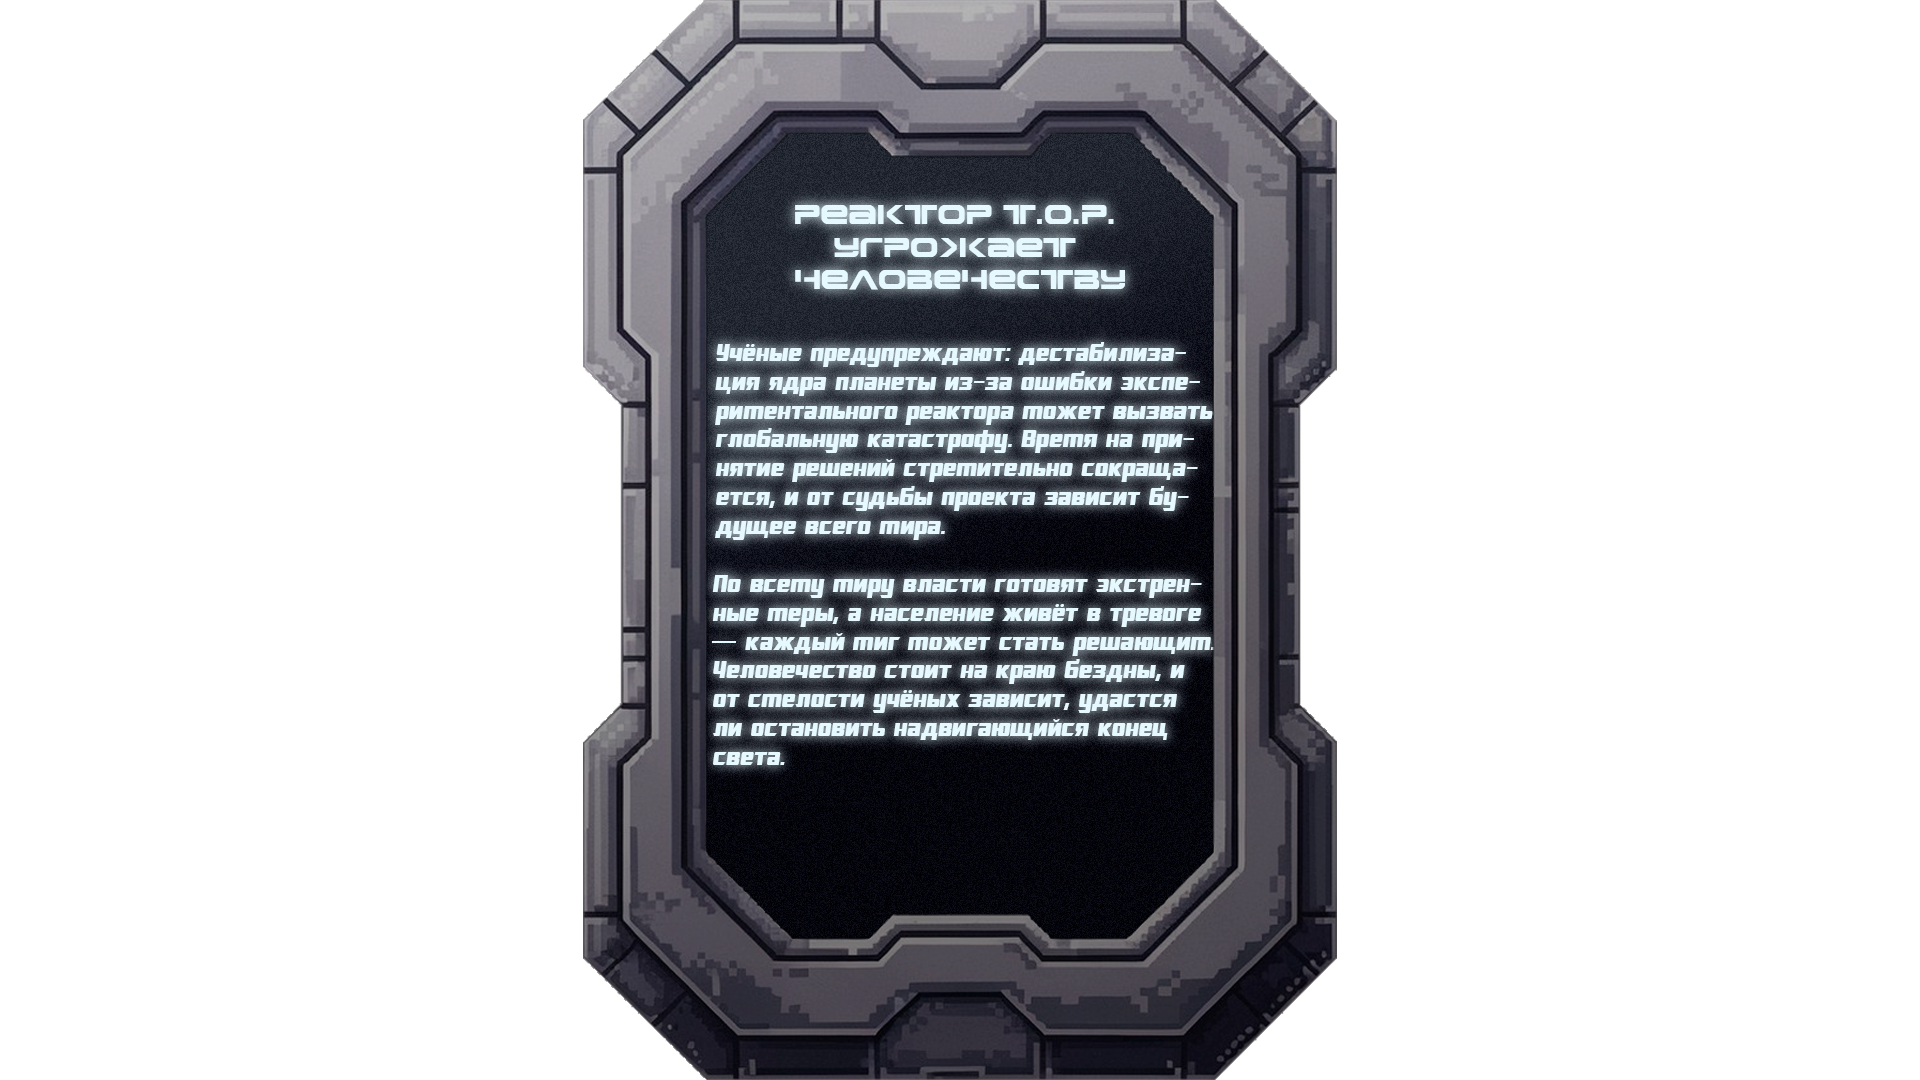 РЕАКТОР Т.О.Р.
УГРОЖАЕТ
ЧЕЛОВЕЧЕСТВУ
Учёные предупреждают: дестабилиза-
ция ядра планеты из-за ошибки экспе-
риментального реактора может вызвать
глобальную катастрофу. Время на при-
нятие решений стремительно сокраща-
ется, и от судьбы проекта зависит бу-
дущее всего мира.
По всему миру власти готовят экстрен-
ные меры, а население живёт в тревоге
— каждый миг может стать решающим.
Человечество стоит на краю бездны, и
от смелости учёных зависит, удастся
ли остановить надвигающийся конец
света.